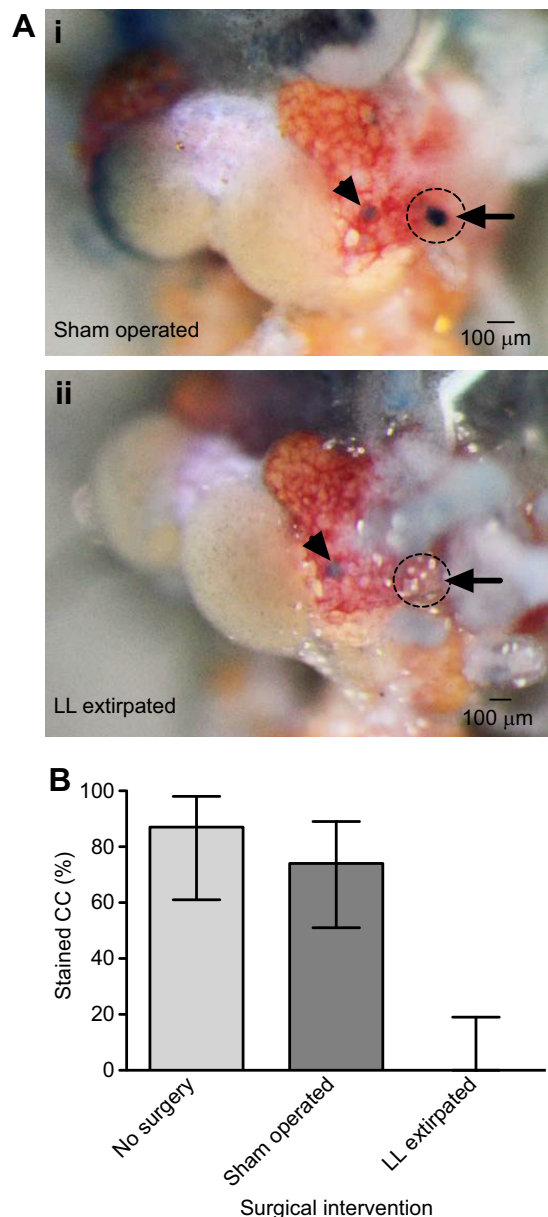 A
i
Sham operated
100 μm
ii
LL extirpated
100 μm
B
100
80
60
40
20
0
Stained CC (%)
No surgery
Sham operated
LL extirpated
Surgical intervention